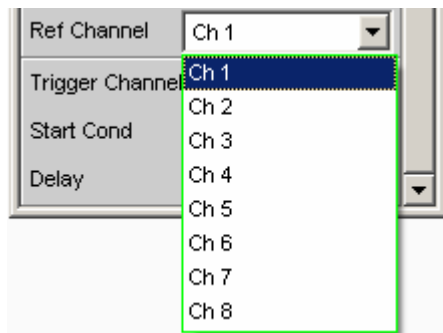 Ref Channel Ch 1
Trigger Channel Ch 1
Ch 2
Start Cond
Ch 3
Delay Ch 4
Ch 5
Ch 6
Ch 7
Ch 8